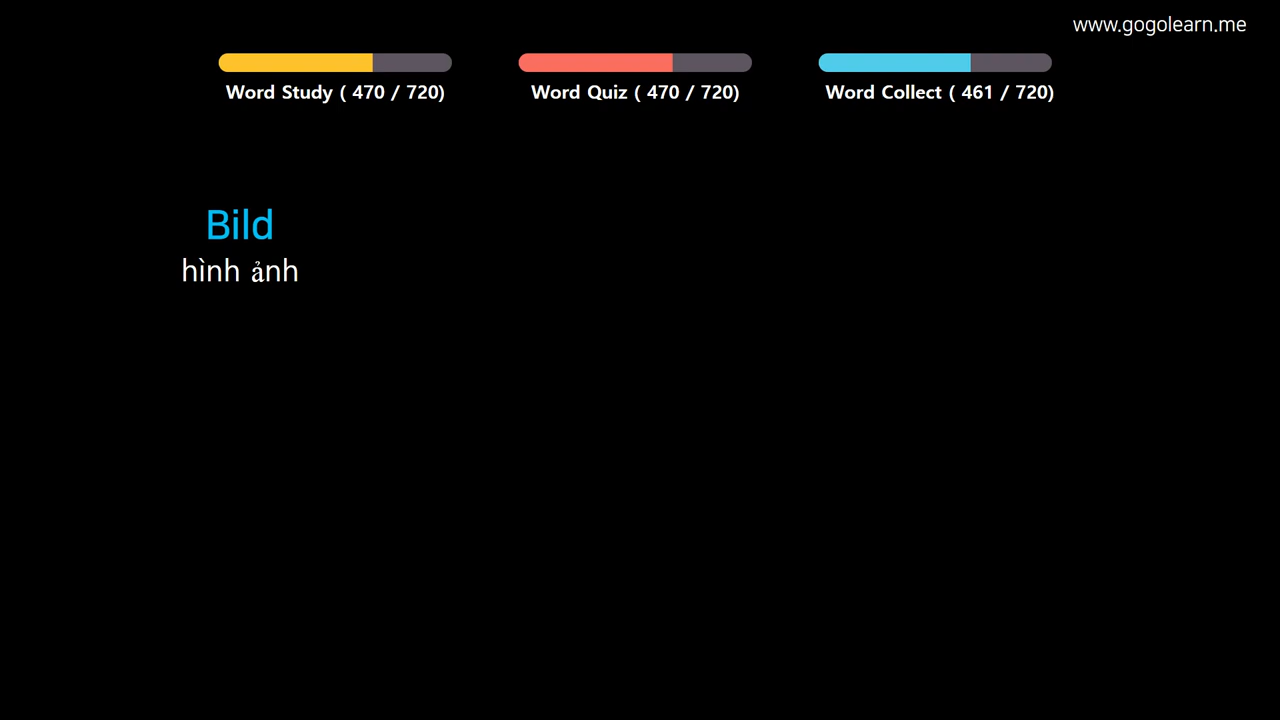 www.gogolearn.me
Word Study ( 470 / 720)
Word Quiz ( 470 / 720)
Word Collect ( 461 / 720)
Bild
hình ảnh